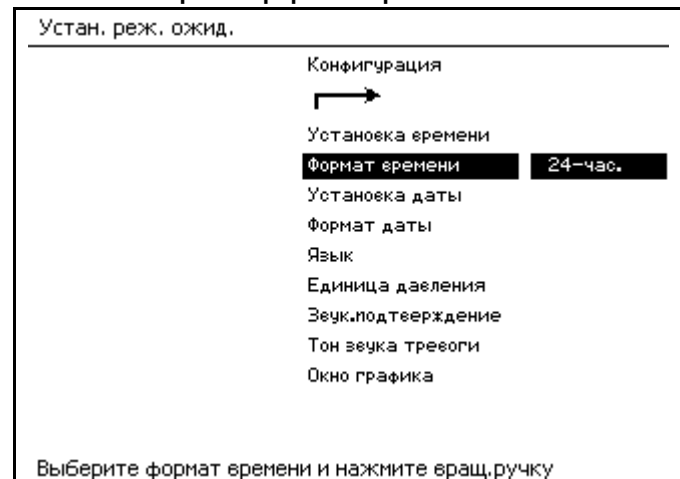 Устан. реж. ожид.
Конфигурация
Установка времени
Формат времени 24-час.
Установка даты
Формат даты
Язык
Единица давления
Звук.подтверждение
Тон звука тревоги
Окно графика
Выберите формат времени и нажмите вращ.ручку